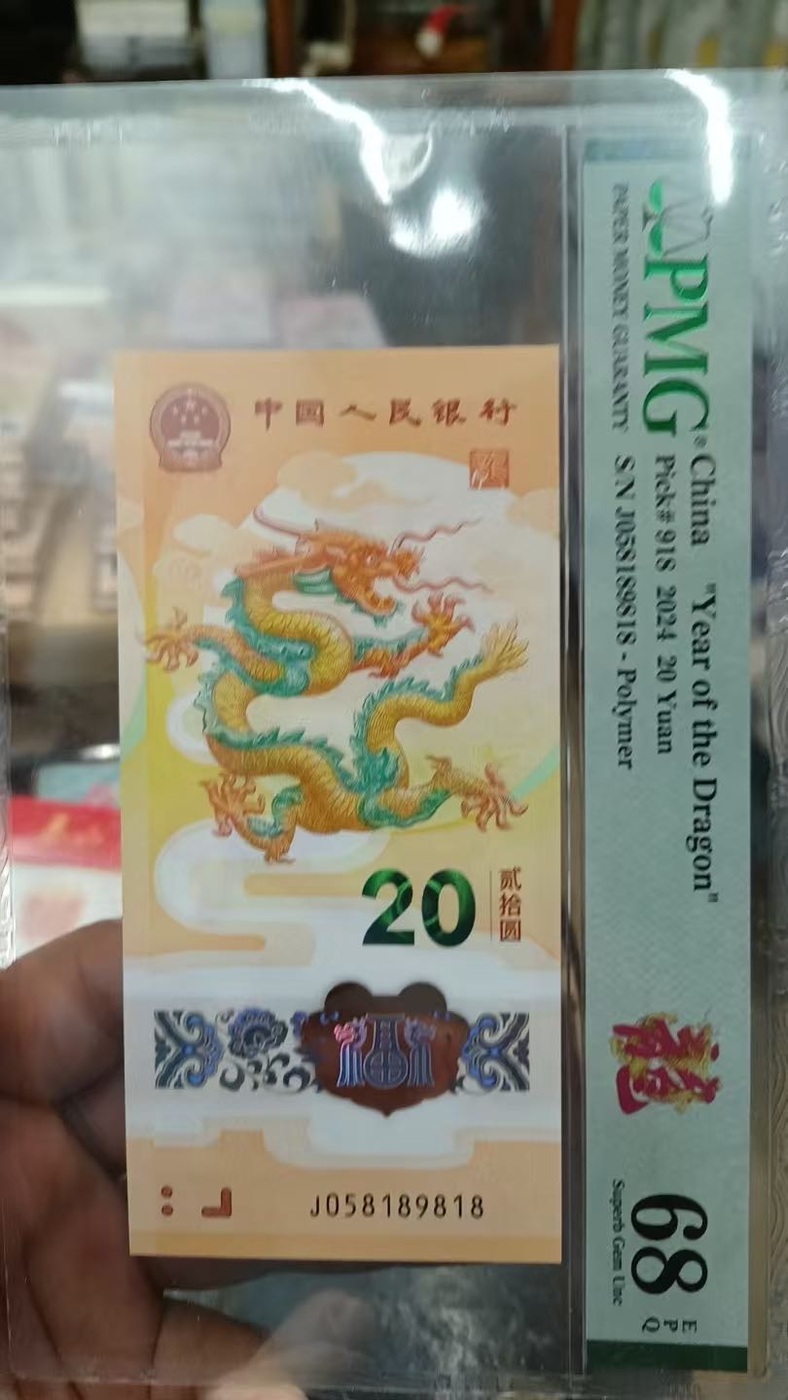 PMG®
PAPER MONEY GUARANTY
China "Year of the Dragon"
Pick# 918 2024 20 Yuan
S/N J058189818 - Polymer
68 EPQ
Superb Gem Unc
中国人民银行
20
贰拾圆
J058189818